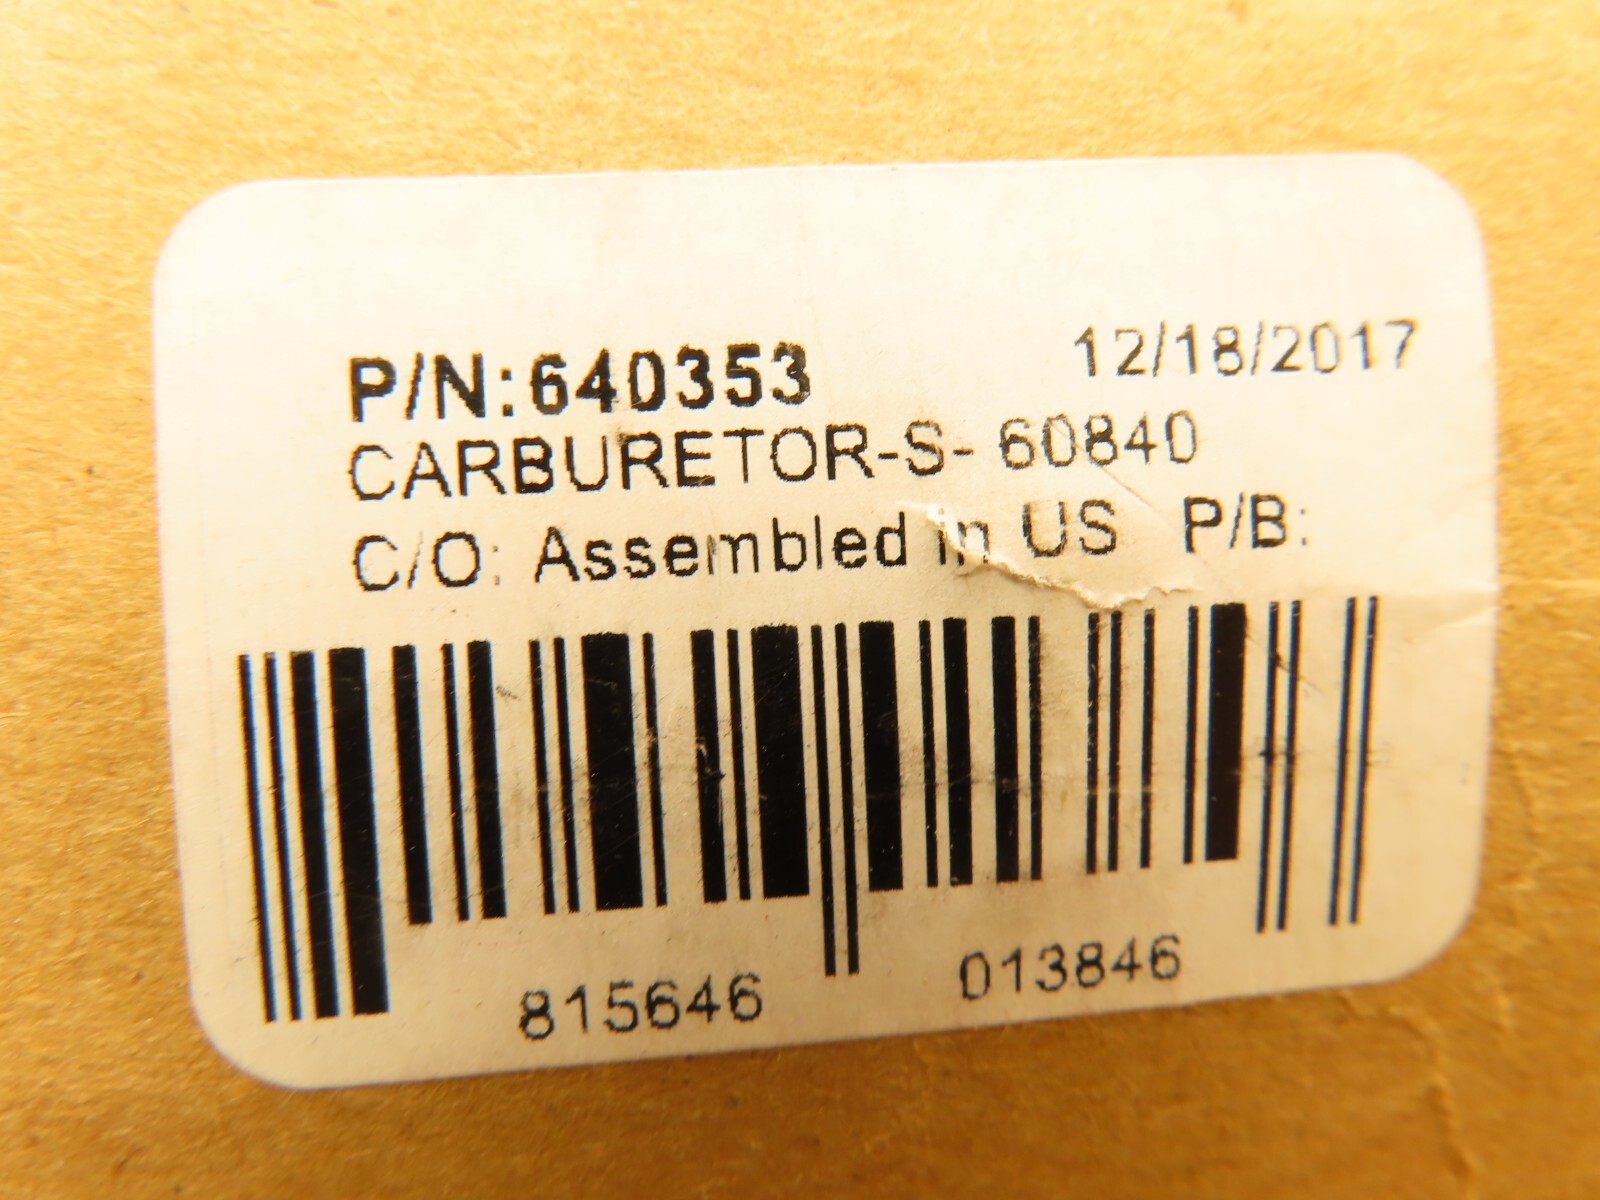 P/N:640353 12/18/2017
CARBURETOR-S- 60840
C/O: Assembled in US P/B:
815646 013846